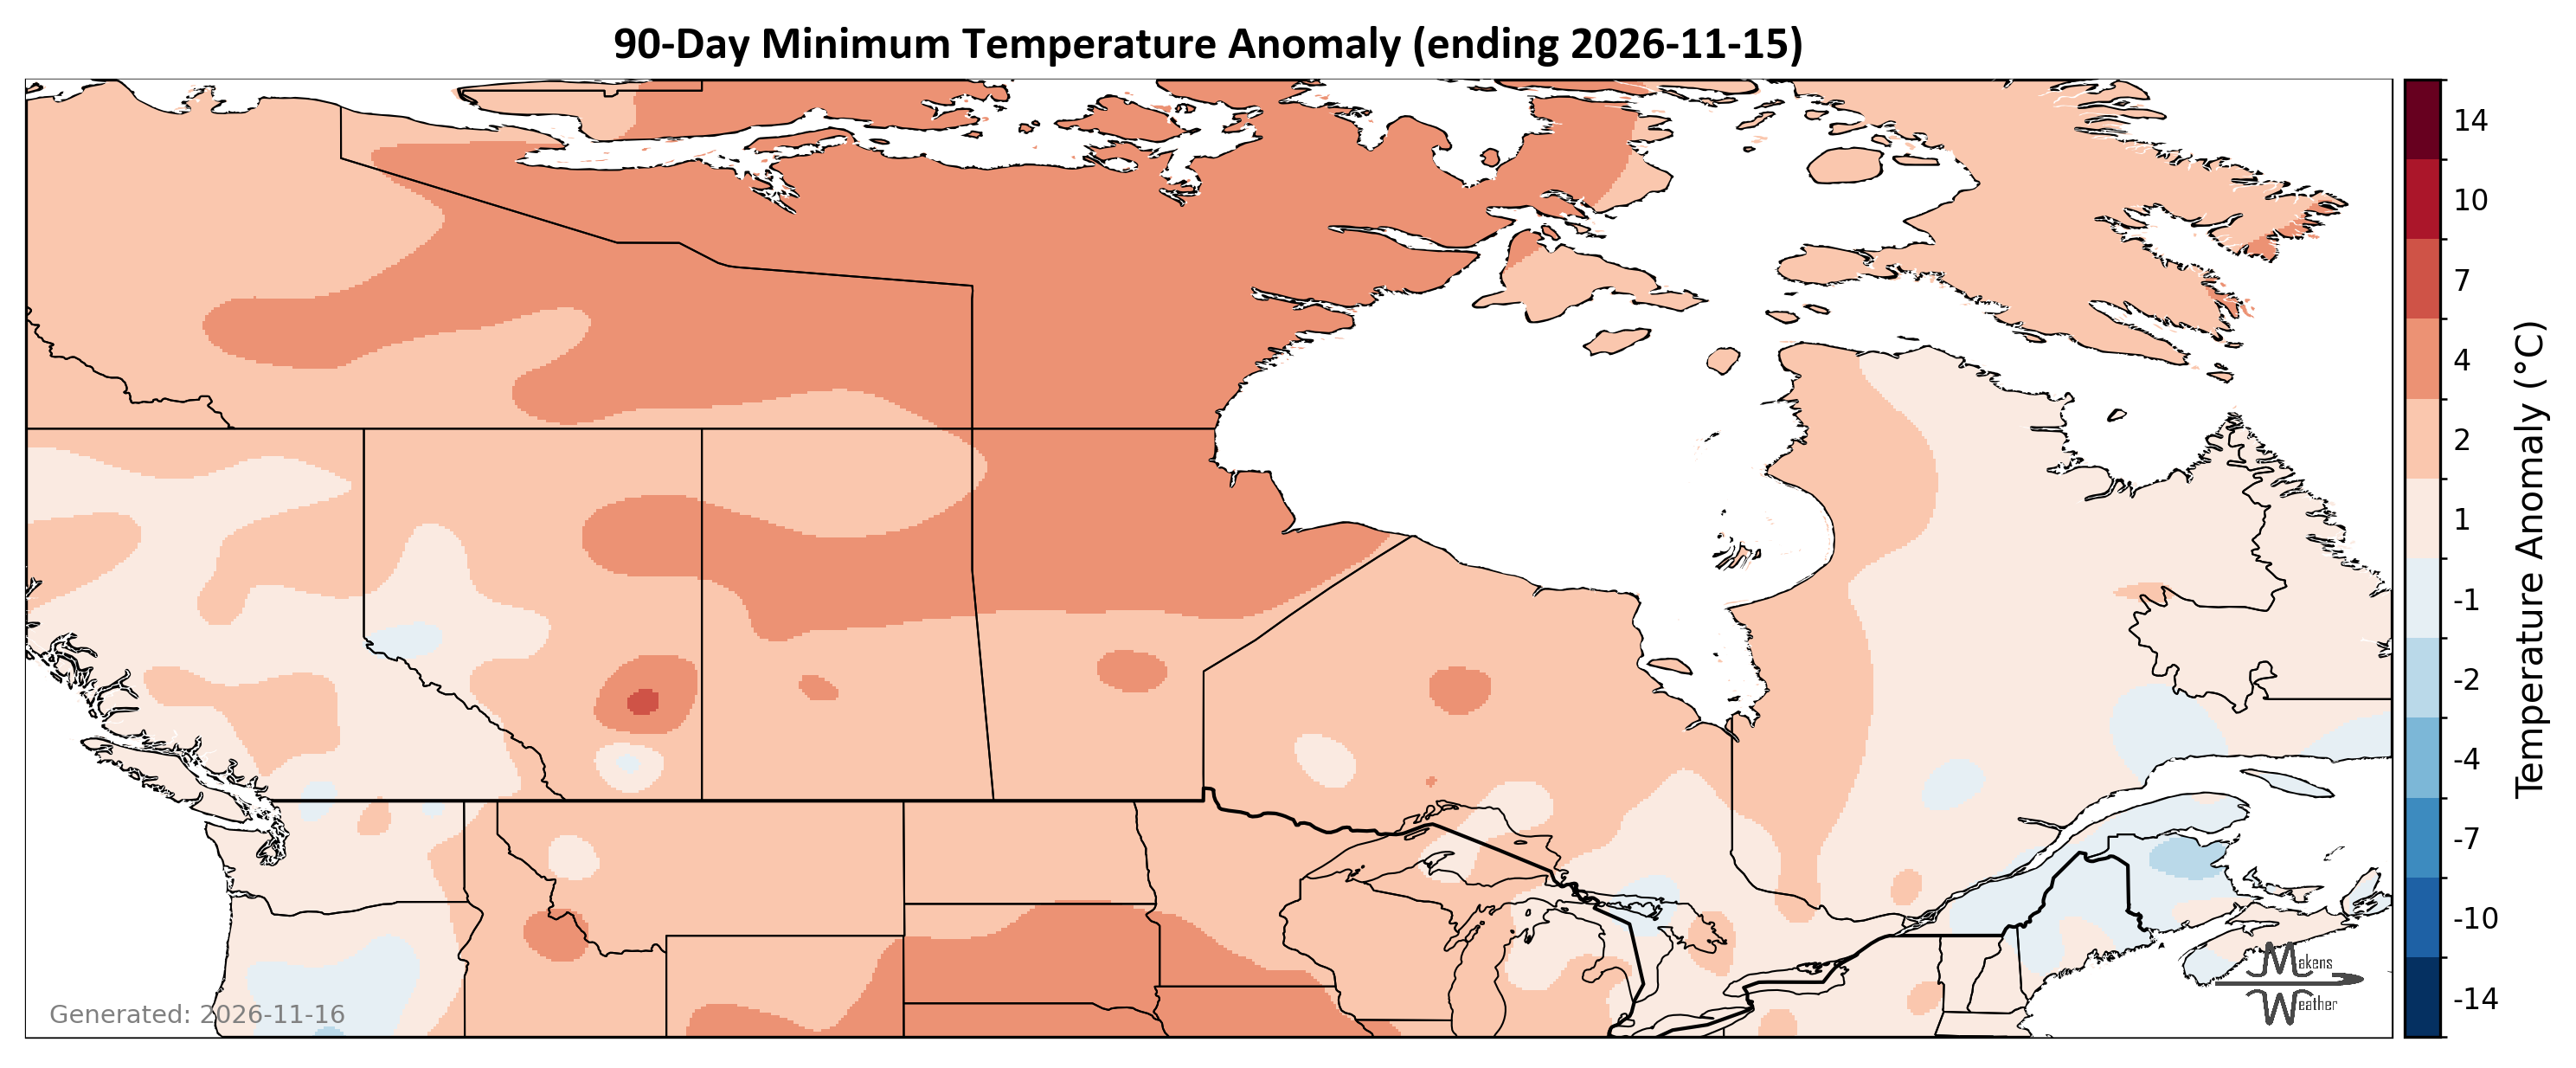 90-Day Minimum Temperature Anomaly (ending 2026-11-15)
14
10
7
4
2
1
-1
-2
-4
-7
-10
-14
Temperature Anomaly (°C)
Generated: 2026-11-16
Makens
Weather